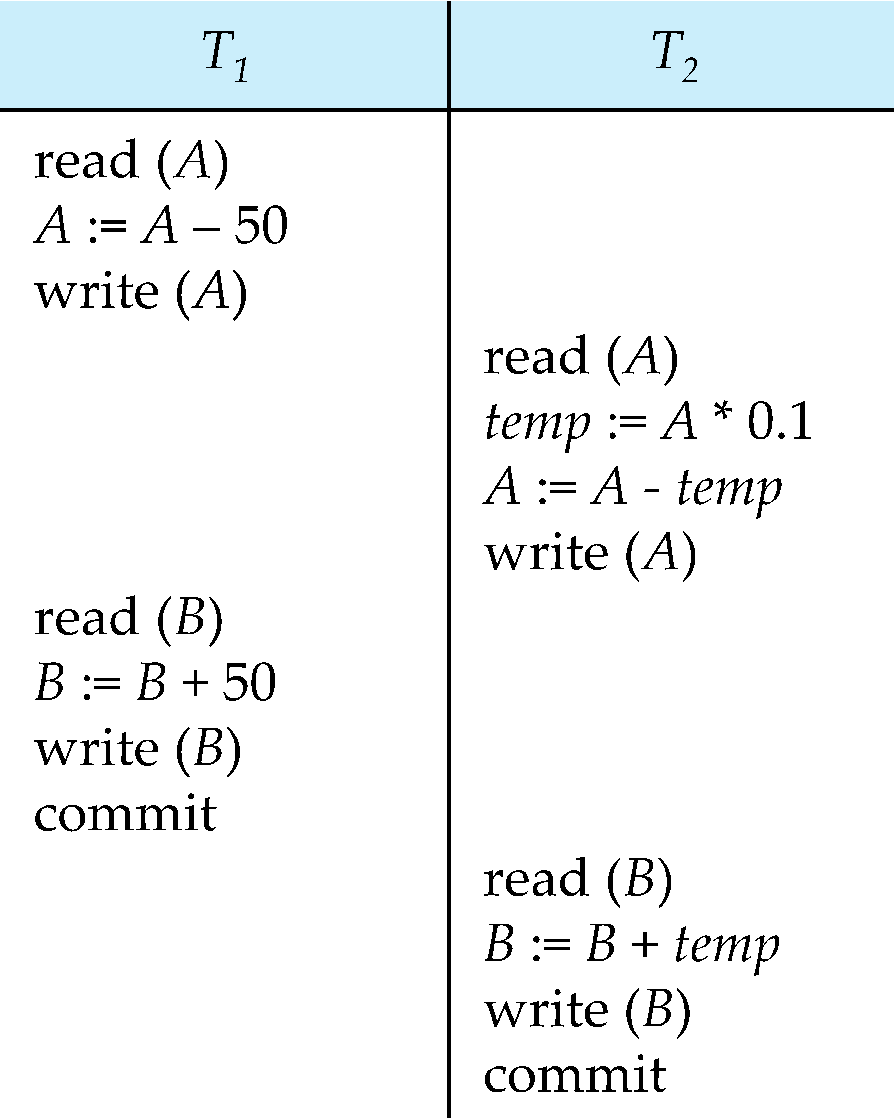 T1 T2
read (A)
A := A – 50
write (A)
read (A)
temp := A * 0.1
A := A - temp
write (A)
read (B)
B := B + 50
write (B)
commit
read (B)
B := B + temp
write (B)
commit